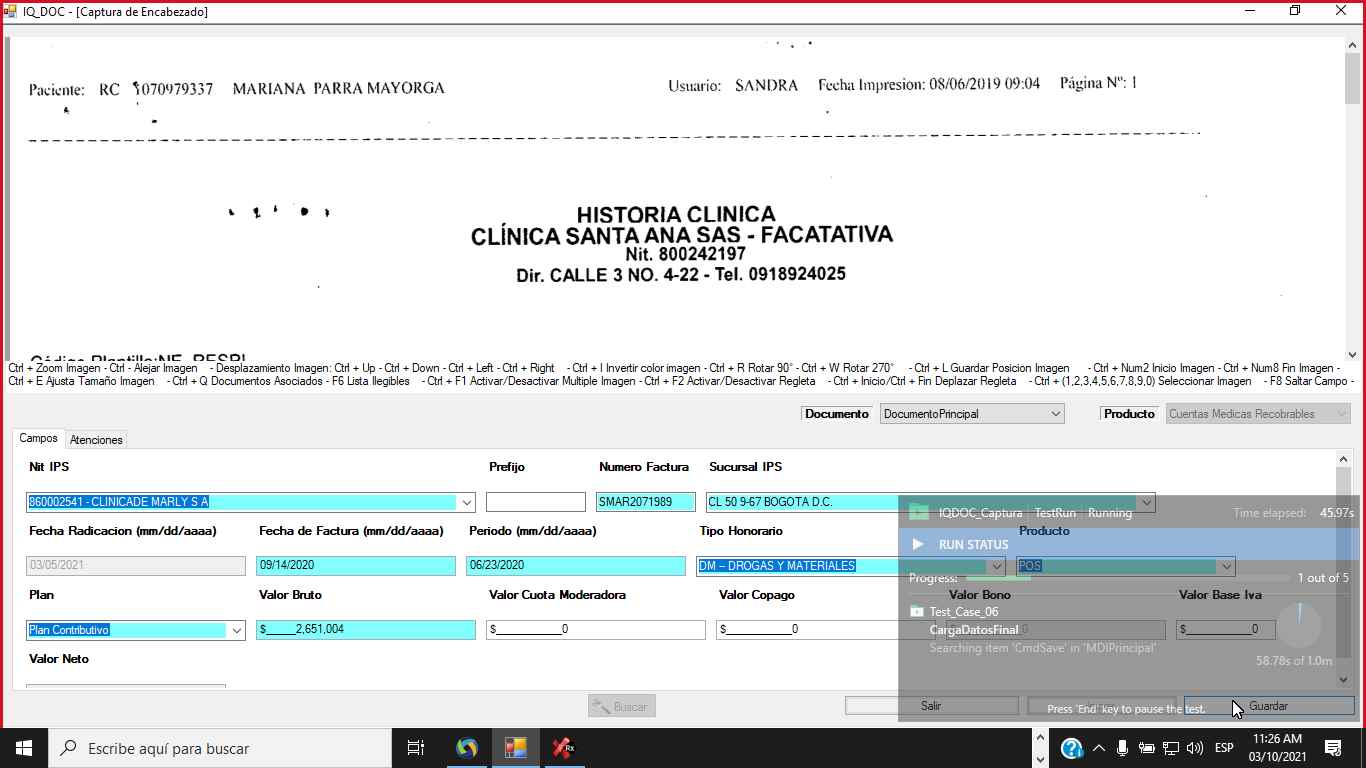 IQ_DOC - [Captura de Encabezado]
Paciente: RC 1070979337 MARIANA PARRA MAYORGA Usuario: SANDRA Fecha Impresion: 08/06/2019 09:04 Página Nº: 1
HISTORIA CLINICA
CLÍNICA SANTA ANA SAS - FACATATIVA
Nit. 800242197
Dir. CALLE 3 NO. 4-22 - Tel. 0918924025
Código Plantilla:NE_RESPI
Ctrl + Zoom Imagen - Ctrl - Alejar Imagen - Desplazamiento Imagen: Ctrl + Up - Ctrl + Down - Ctrl + Left - Ctrl + Right - Ctrl + I Invertir color imagen - Ctrl + R Rotar 90° - Ctrl + W Rotar 270° - Ctrl + L Guardar Posicion Imagen - Ctrl + Num2 Inicio Imagen - Ctrl + Num8 Fin Imagen -
Ctrl + E Ajusta Tamaño Imagen - Ctrl + Q Documentos Asociados - F6 Lista Ilegibles - Ctrl + F1 Activar/Desactivar Multiple Imagen - Ctrl + F2 Activar/Desactivar Regleta - Ctrl + Inicio/Ctrl + Fin Deplazar Regleta - Ctrl + (1,2,3,4,5,6,7,8,9,0) Seleccionar Imagen - F8 Saltar Campo -
Documento DocumentoPrincipal Producto Cuentas Medicas Recobrables
Campos Atenciones
Nit IPS Prefijo Numero Factura Sucursal IPS
860002541 - CLINICADE MARLY S A SMAR2071989 CL 50 9-67 BOGOTA D.C.
IQDOC_Captura TestRun Running Time elapsed: 45.97s
Fecha Radicacion (mm/dd/aaaa) Fecha de Factura (mm/dd/aaaa) Periodo (mm/dd/aaaa) Tipo Honorario Producto
RUN STATUS
03/05/2021 09/14/2020 06/23/2020 DM – DROGAS Y MATERIALES POS
Progress: 1 out of 5
Plan Valor Bruto Valor Cuota Moderadora Valor Copago Valor Bono Valor Base Iva
Test_Case_06
Plan Contributivo $______2,651,004 $_____________0 $_____________0 0 $_____________0
CargaDatosFinal
Searching item 'CmdSave' in 'MDIPrincipal'
Valor Neto 58.78s of 1.0m
Buscar Salir Guardar
Press 'End' key to pause the test.
Escribe aquí para buscar
Rx
ESP
11:26 AM
03/10/2021